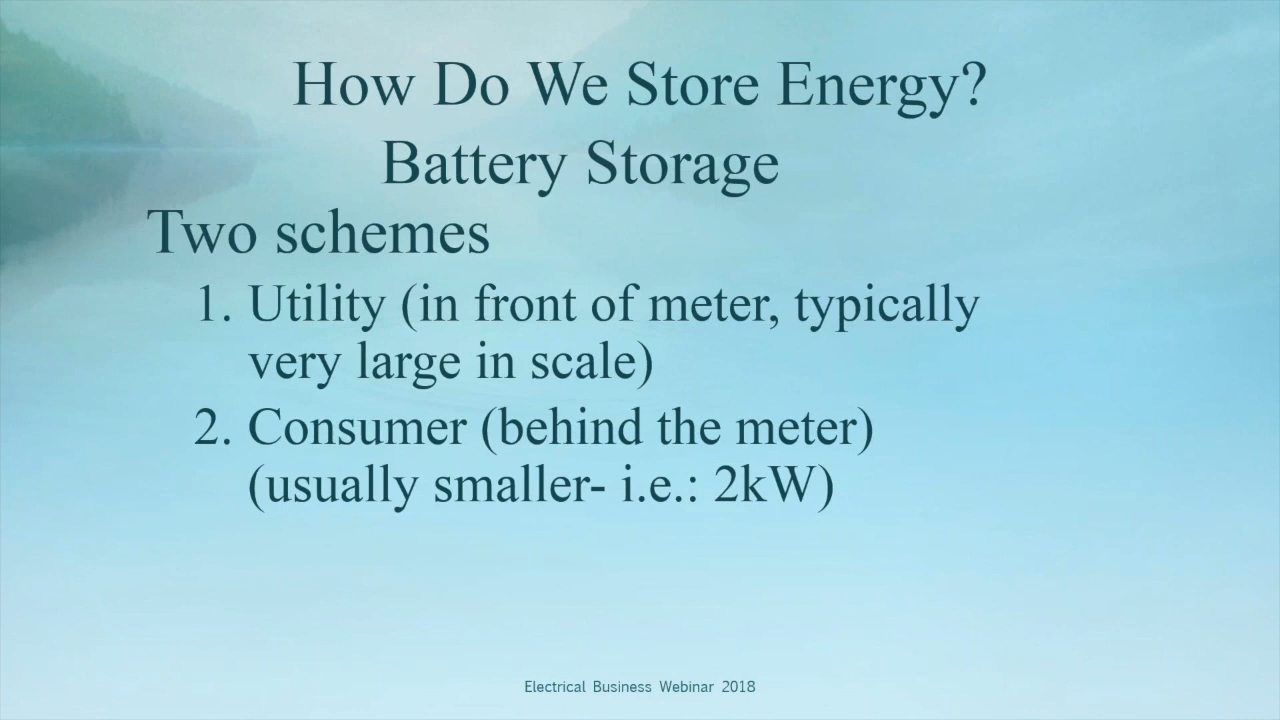 How Do We Store Energy?
Battery Storage
Two schemes
1. Utility (in front of meter, typically
very large in scale)
2. Consumer (behind the meter)
(usually smaller- i.e.: 2kW)
Electrical Business Webinar 2018